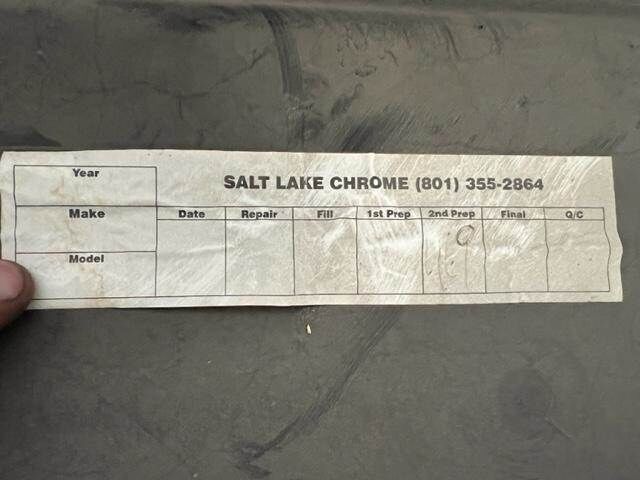 Year
SALT LAKE CHROME (801) 355-2864
Make
Date Repair Fill 1st Prep 2nd Prep Final Q/C
Model